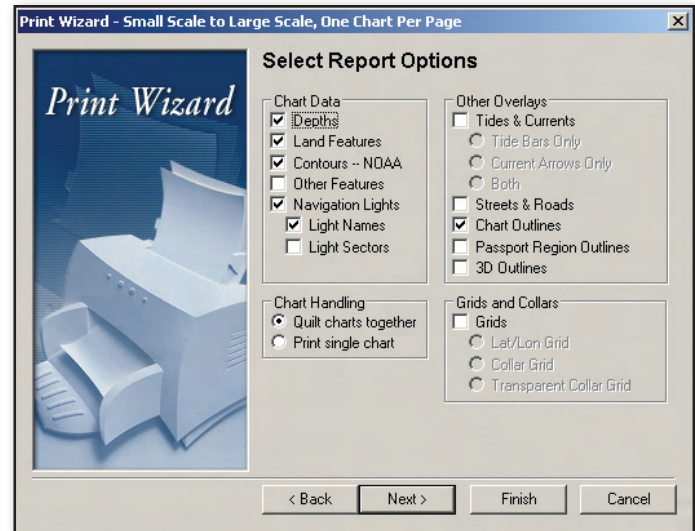 Print Wizard - Small Scale to Large Scale, One Chart Per Page
Print Wizard
Select Report Options
Chart Data
Depths
Land Features
Contours -- NOAA
Other Features
Navigation Lights
Light Names
Light Sectors
Other Overlays
Tides & Currents
Tide Bars Only
Current Arrows Only
Both
Streets & Roads
Chart Outlines
Passport Region Outlines
3D Outlines
Chart Handling
Quilt charts together
Print single chart
Grids and Collars
Grids
Lat/Lon Grid
Collar Grid
Transparent Collar Grid
< Back
Next >
Finish
Cancel